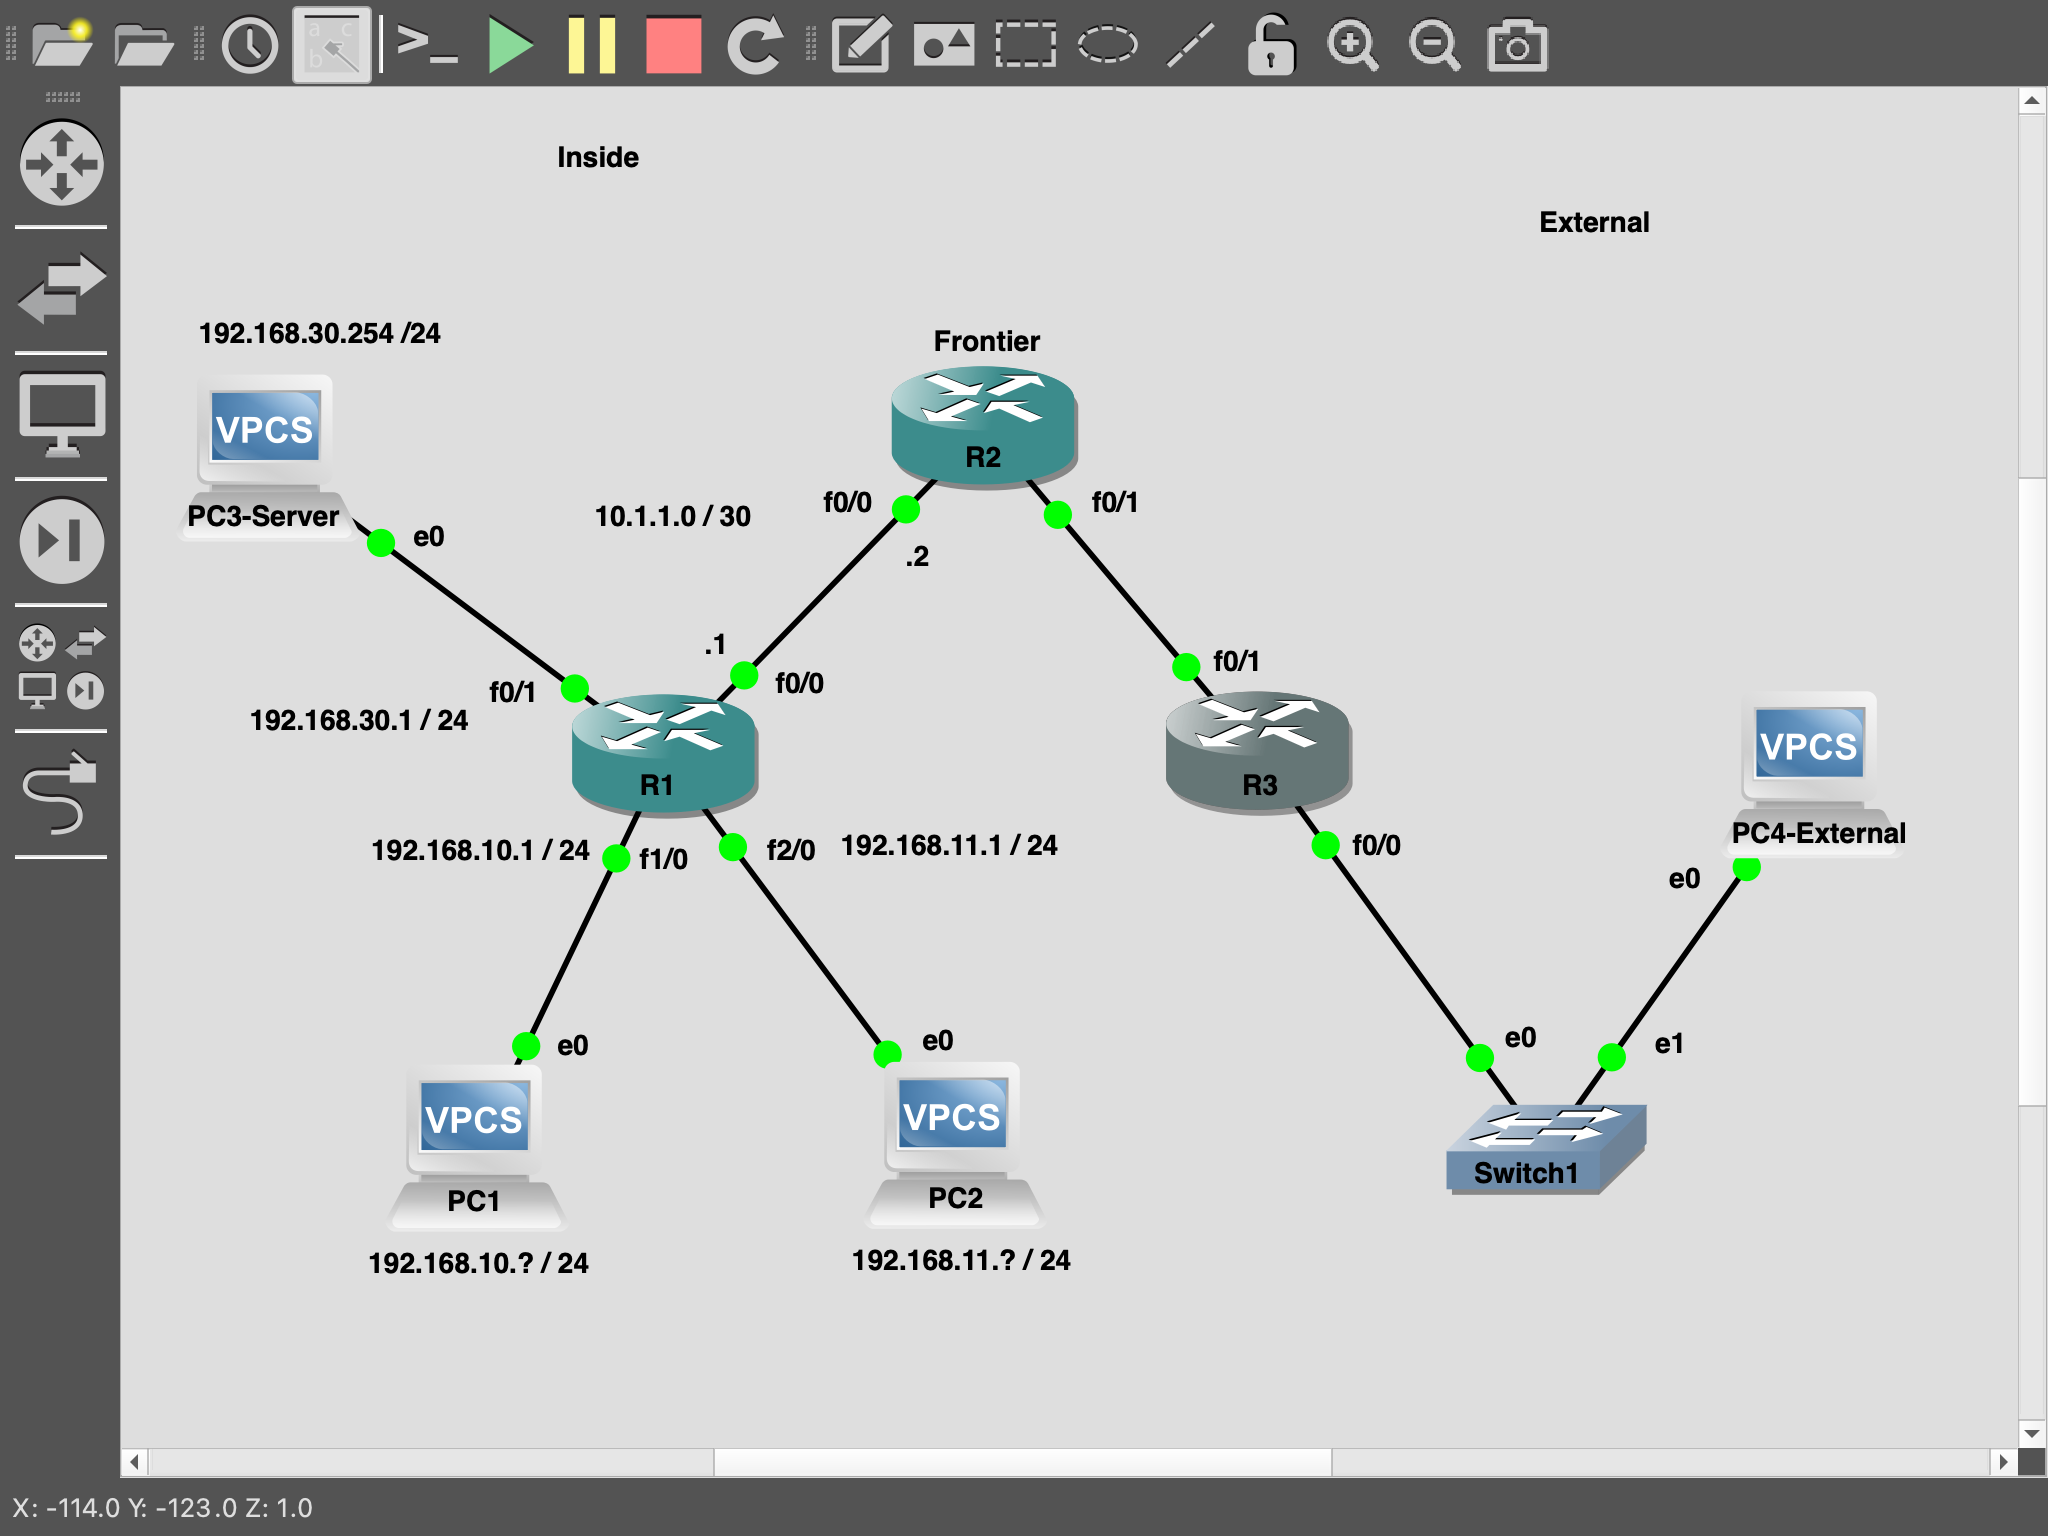 Inside
External
192.168.30.254 /24
Frontier
VPCS
R2
PC3-Server
e0
10.1.1.0 / 30
f0/0
f0/1
.2
.1
f0/1
f0/0
f0/1
192.168.30.1 / 24
R1
R3
VPCS
PC4-External
192.168.10.1 / 24
f1/0
f2/0
192.168.11.1 / 24
f0/0
e0
e0
e0
e0
e1
VPCS
VPCS
Switch1
PC1
PC2
192.168.10.? / 24
192.168.11.? / 24
X: -114.0 Y: -123.0 Z: 1.0